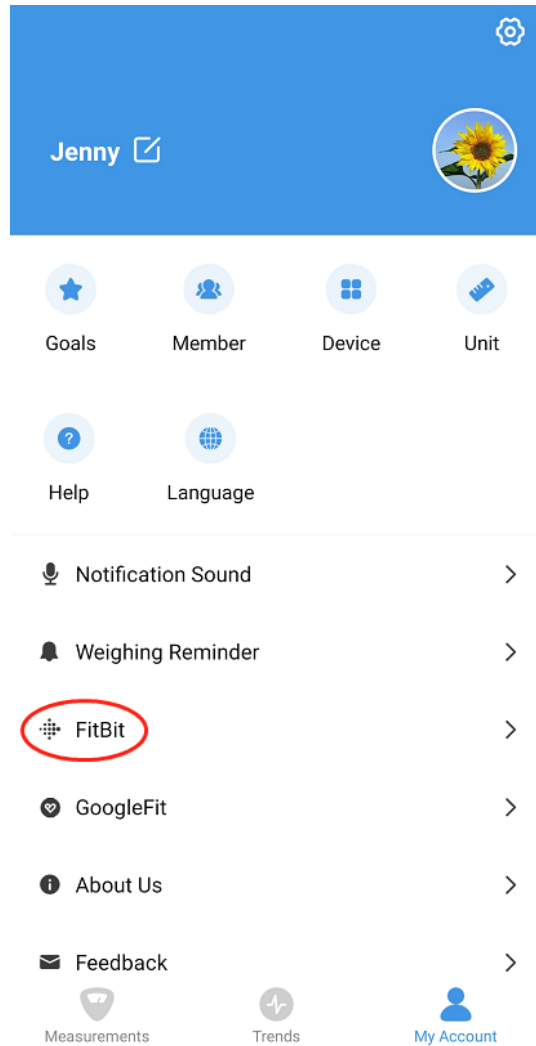 Jenny
Goals Member Device Unit
Help Language
Notification Sound
Weighing Reminder
FitBit
GoogleFit
About Us
Feedback
Measurements Trends My Account